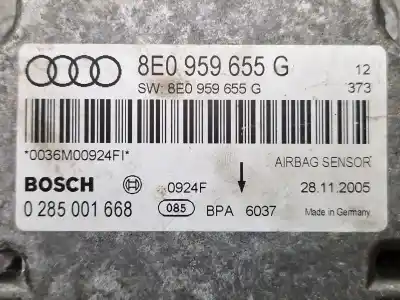 8E0 959 655 G 12
SW: 8E0 959 655 G 373
*0036M00924FI*
AIRBAG SENSOR
BOSCH 0924F 28.11.2005
0 285 001 668 085 BPA 6037 Made in Germany